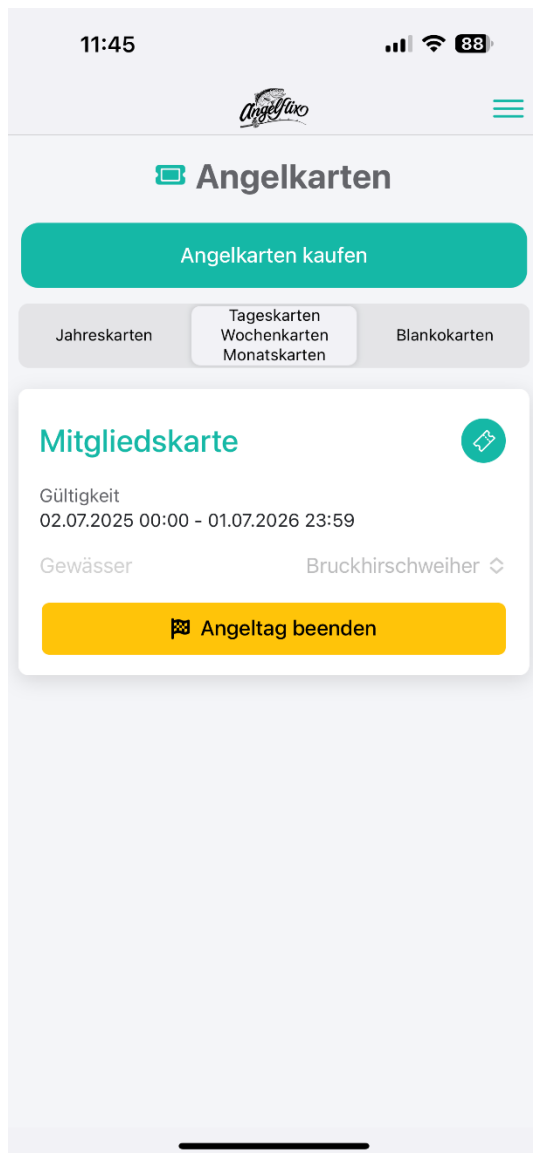 11:45
88
Angelflixo
Angelkarten
Angelkarten kaufen
Jahreskarten
Tageskarten
Wochenkarten
Monatskarten
Blankokarten
Mitgliedskarte
Gültigkeit
02.07.2025 00:00 - 01.07.2026 23:59
Gewässer
Bruckhirschweiher
Angeltag beenden